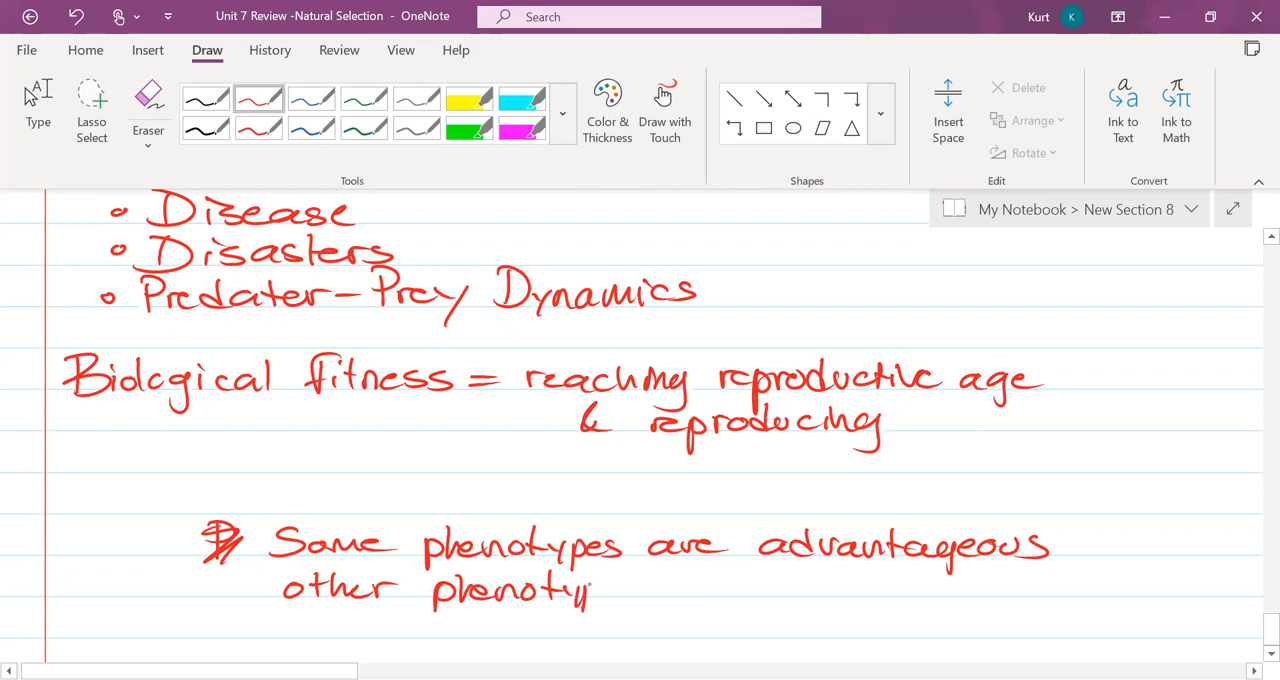 Unit 7 Review -Natural Selection - OneNote
Search
Kurt
K
File Home Insert Draw History Review View Help
Type
Lasso Select
Eraser
Color & Thickness
Draw with Touch
Insert Space
Delete
Arrange
Rotate
Ink to Text
Ink to Math
Tools
Shapes
Edit
Convert
My Notebook > New Section 8
• Disease
• Disasters
• Predater-Prey Dynamics
Biological fitness = reaching reproductive age
& reproducing
Some phenotypes are advantageous
other phenoty